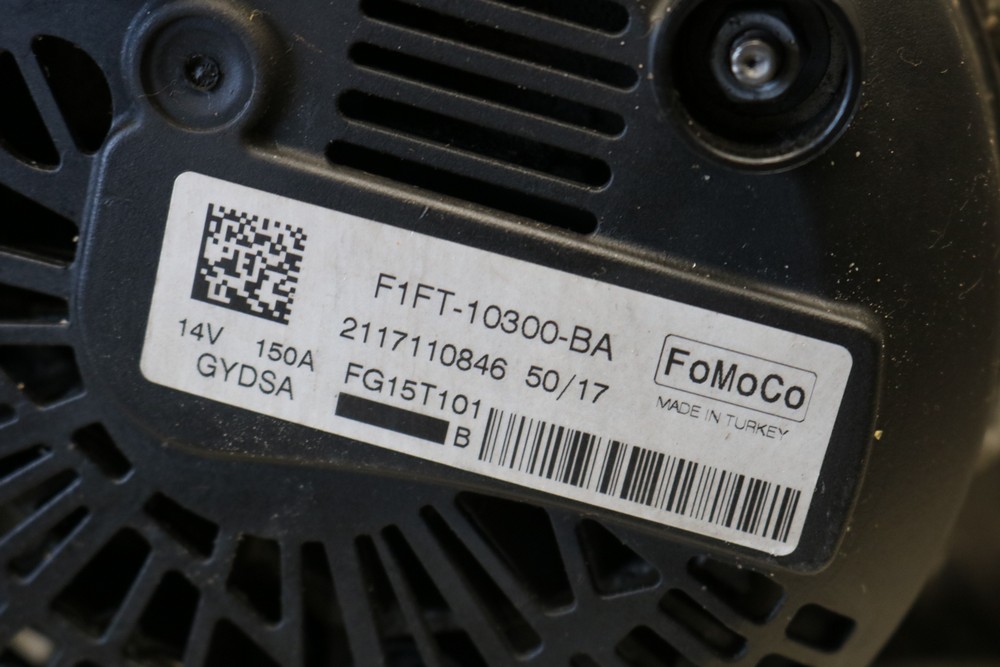 F1FT-10300-BA
14V 150A
2117110846 50/17
GYDSA
FG15T101
B
FoMoCo
MADE IN TURKEY